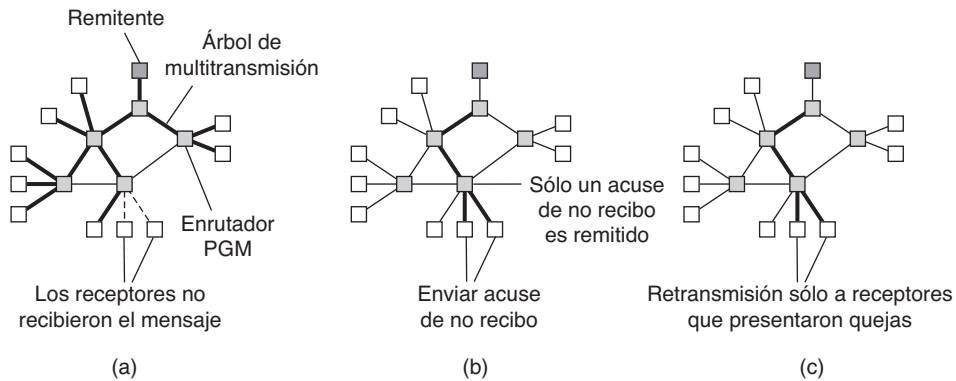 Remitente
Árbol de
multitransmisión
Enrutador
PGM
Los receptores no
recibieron el mensaje
(a)
Sólo un acuse
de no recibo
es remitido
Enviar acuse
de no recibo
(b)
Retransmisión sólo a receptores
que presentaron quejas
(c)